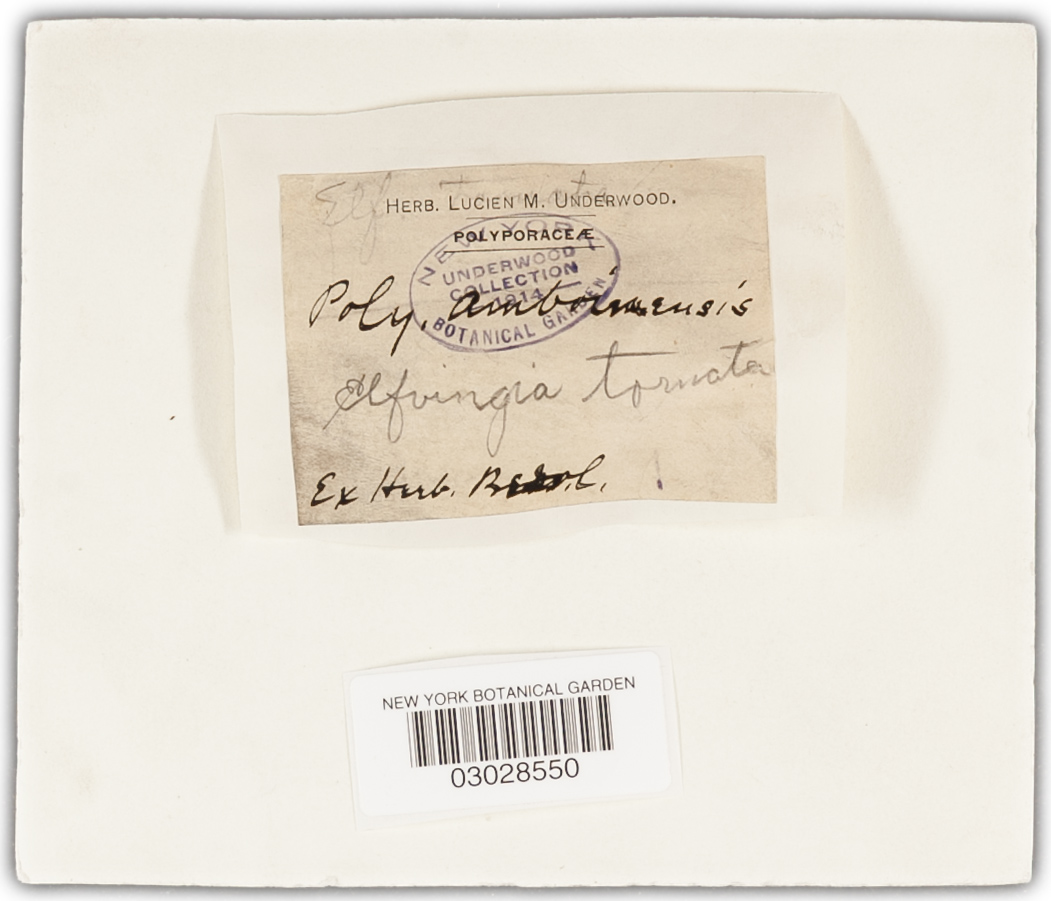 Elf
HERB. LUCIEN M. UNDERWOOD.
POLYPORACEÆ
NEW YORK
UNDERWOOD
COLLECTION
1914
BOTANICAL GARDEN
Poly. amboinensis
Elfvingia tornata
Ex Herb.
NEW YORK BOTANICAL GARDEN
03028550